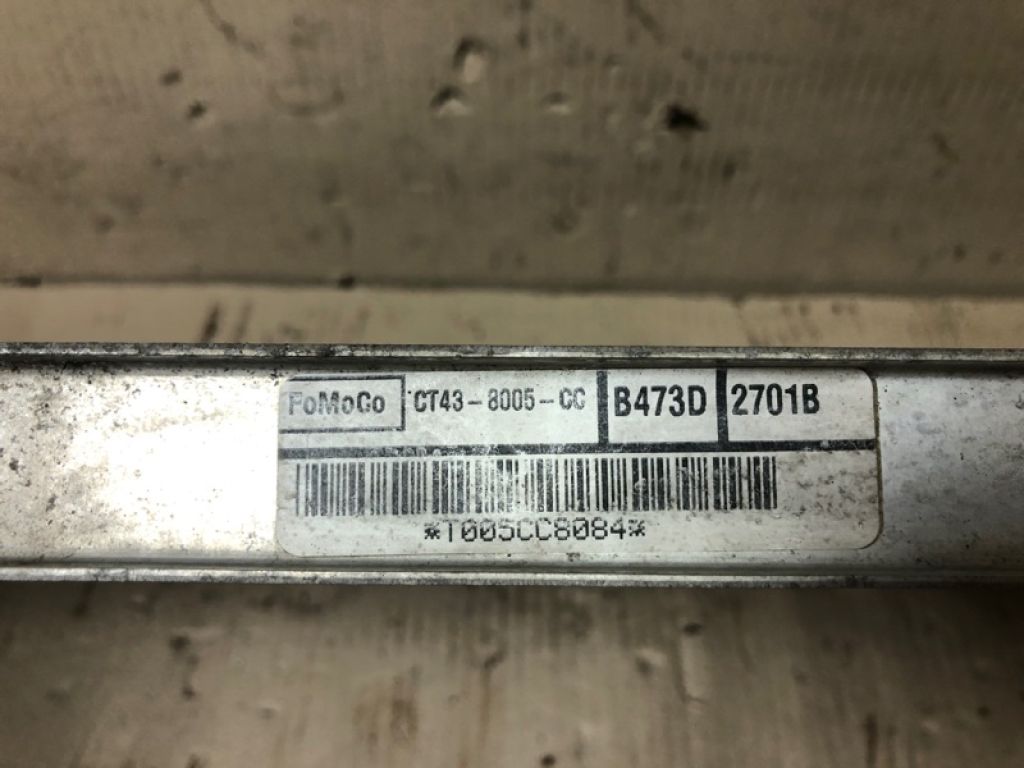 FoMoCo CT43-8005-CC B473D 2701B
*T005CC8084*